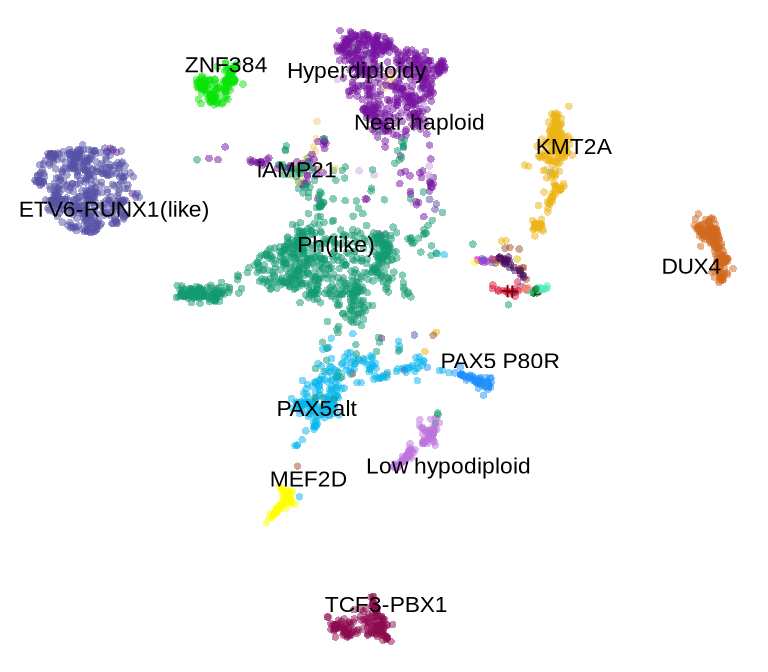 ZNF384
Hyperdiploidy
Near haploid
KMT2A
iAMP21
ETV6-RUNX1(like)
Ph(like)
DUX4
PAX5 P80R
PAX5alt
Low hypodiploid
MEF2D
TCF3-PBX1